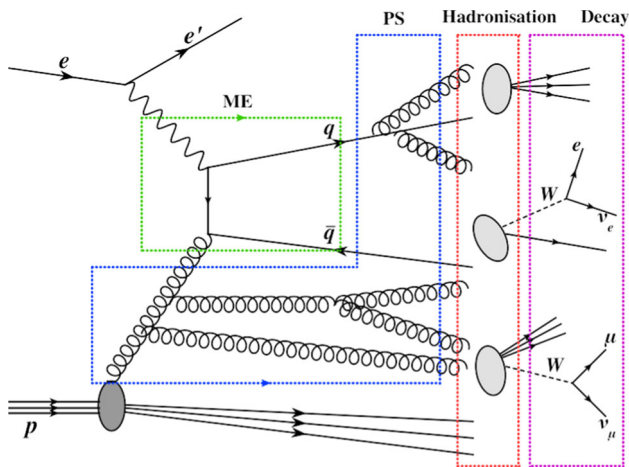 PS Hadronisation Decay
e
e'
ME
q
q̄
e
W
ν_e
μ
W
ν_μ
p